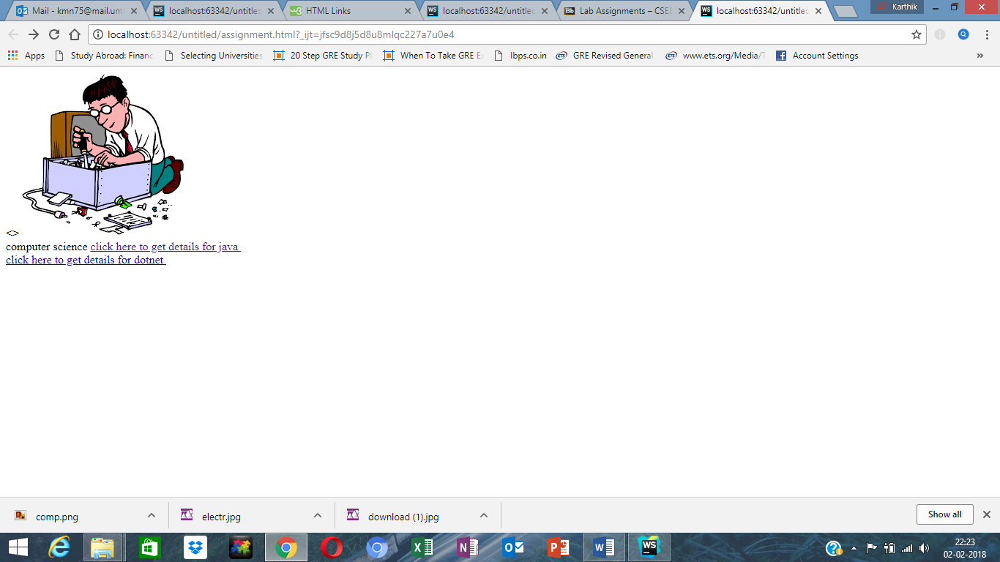 Mail - kmn75@mail.um
localhost:63342/untitled
HTML Links
localhost:63342/untitled
Lab Assignments – CSEE
localhost:63342/untitled
Karthik
localhost:63342/untitled/assignment.html?_ijt=jfsc9d8j5d8u8mlqc227a7u0e4
Apps
Study Abroad: Financ
Selecting Universities
20 Step GRE Study Pl
When To Take GRE E
Ibps.co.in
GRE Revised General
www.ets.org/Media/T
Account Settings
»
<>
computer science click here to get details for java
click here to get details for dotnet
comp.png
electr.jpg
download (1).jpg
Show all
22:23
02-02-2018